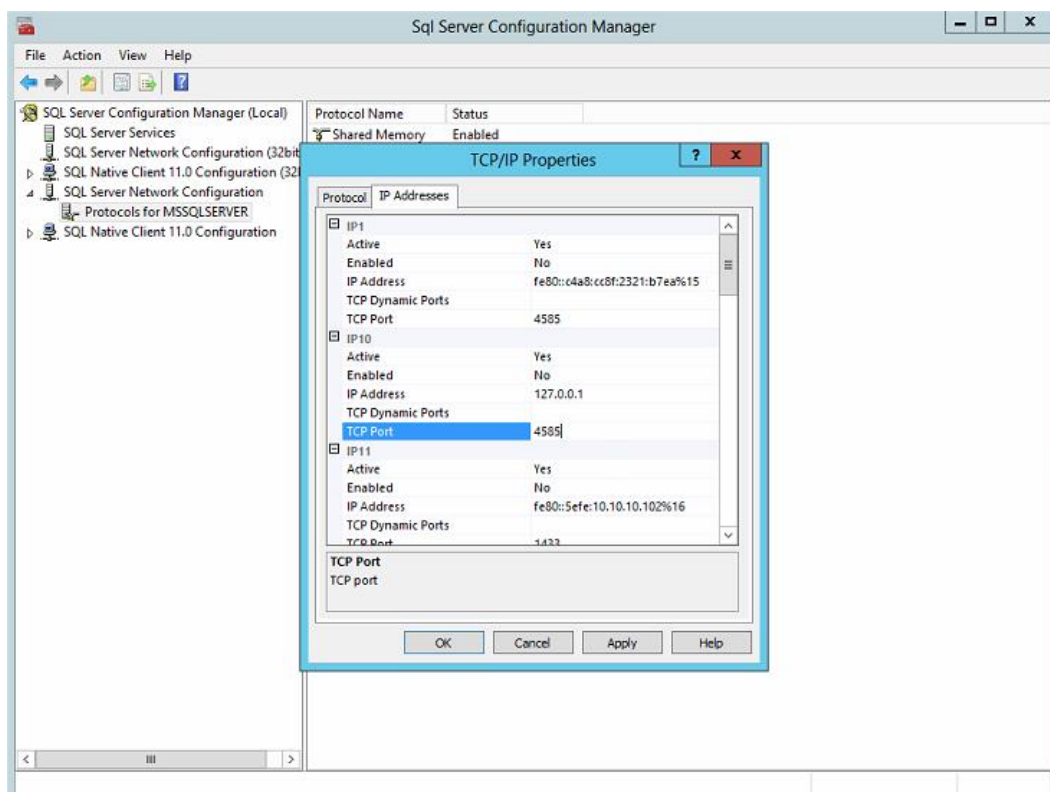 Sql Server Configuration Manager
File Action View Help
SQL Server Configuration Manager (Local)
SQL Server Services
SQL Server Network Configuration (32bit
SQL Native Client 11.0 Configuration (32
SQL Server Network Configuration
Protocols for MSSQLSERVER
SQL Native Client 11.0 Configuration
Protocol Name Status
Shared Memory Enabled
TCP/IP Properties
Protocol IP Addresses
IP1
Active Yes
Enabled No
IP Address fe80::c4a8:cc8f:2321:b7ea%15
TCP Dynamic Ports
TCP Port 4585
IP10
Active Yes
Enabled No
IP Address 127.0.0.1
TCP Dynamic Ports
TCP Port 4585
IP11
Active Yes
Enabled No
IP Address fe80::5efe:10.10.10.102%16
TCP Dynamic Ports
TCP Port 1433
TCP Port
TCP port
OK Cancel Apply Help